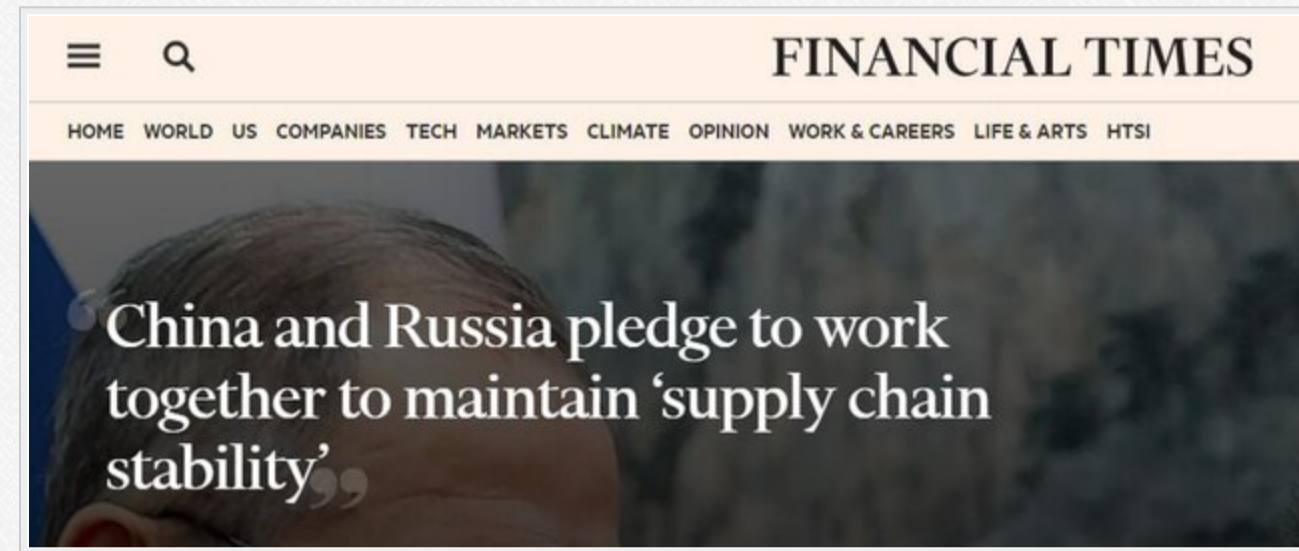 FINANCIAL TIMES
HOME WORLD US COMPANIES TECH MARKETS CLIMATE OPINION WORK & CAREERS LIFE & ARTS HTSI
“China and Russia pledge to work
together to maintain ‘supply chain
stability’”